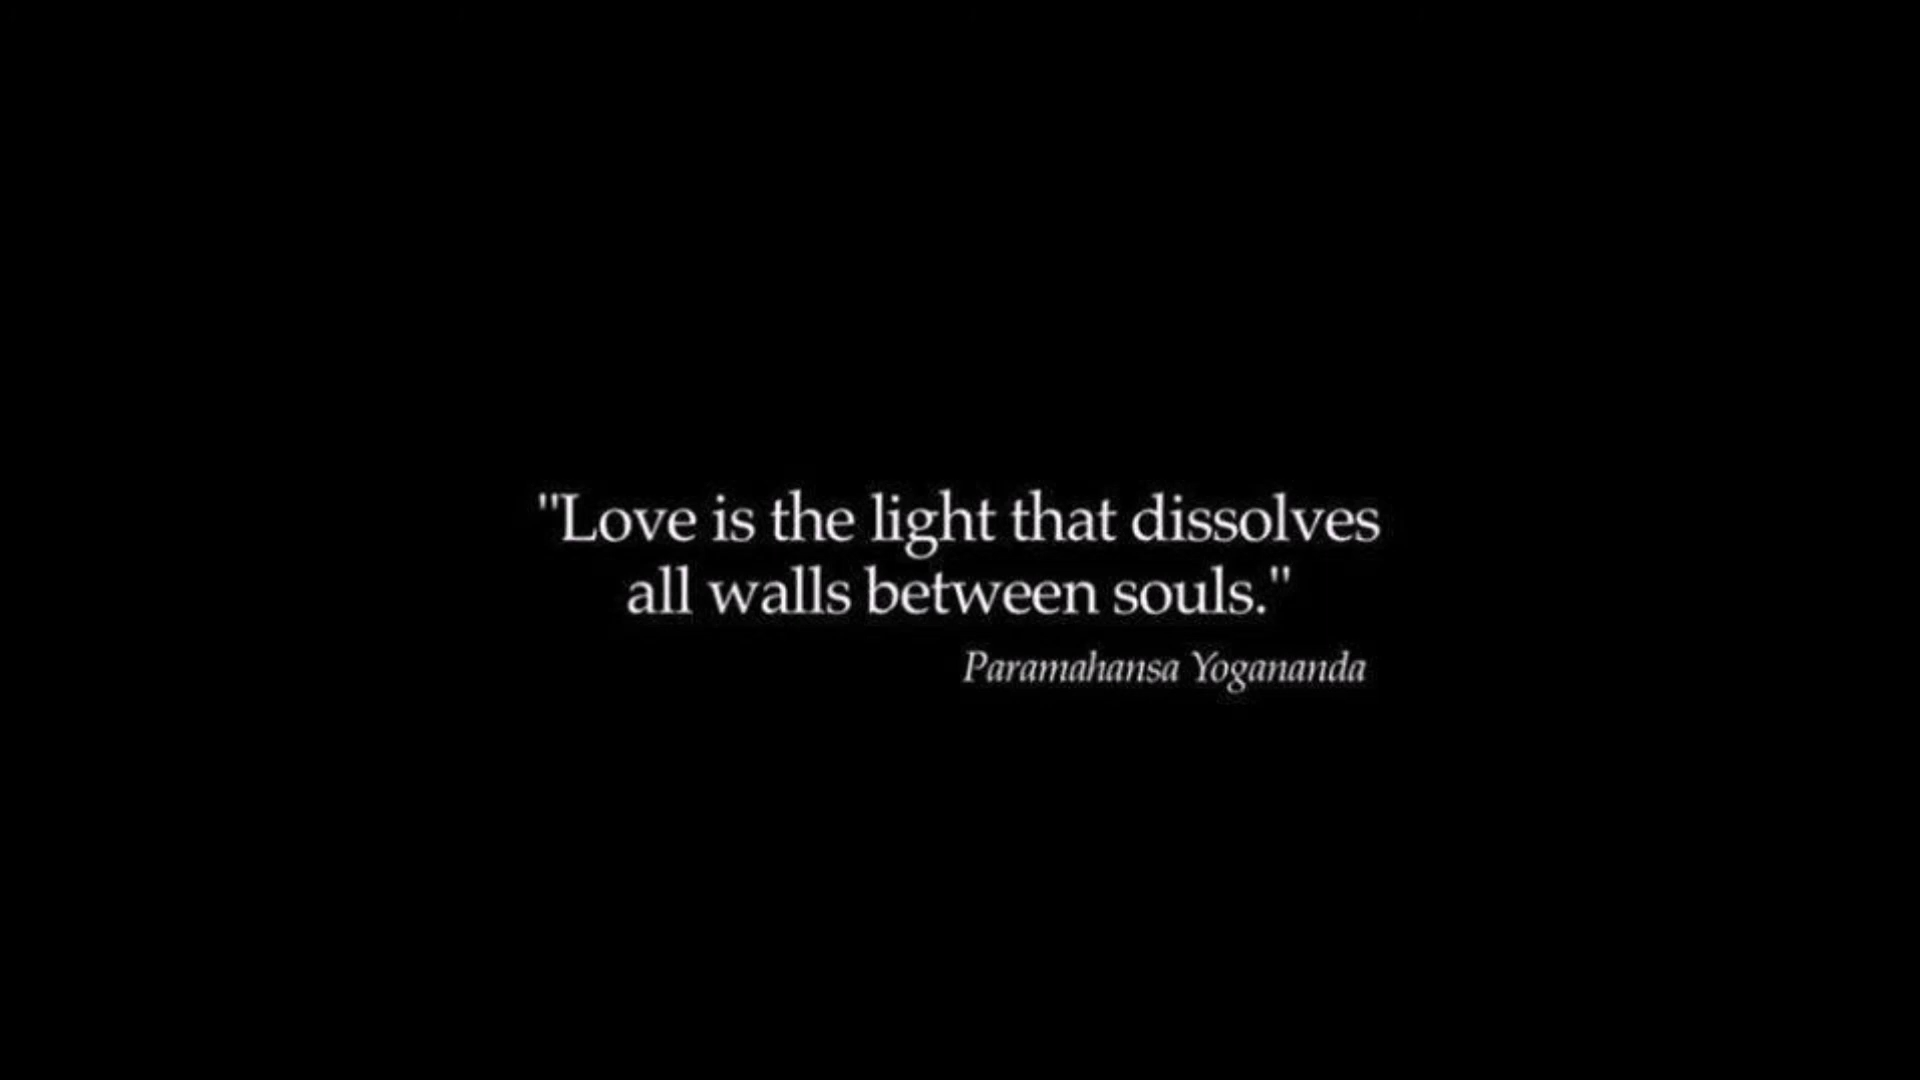 "Love is the light that dissolves
all walls between souls."
Paramahansa Yogananda